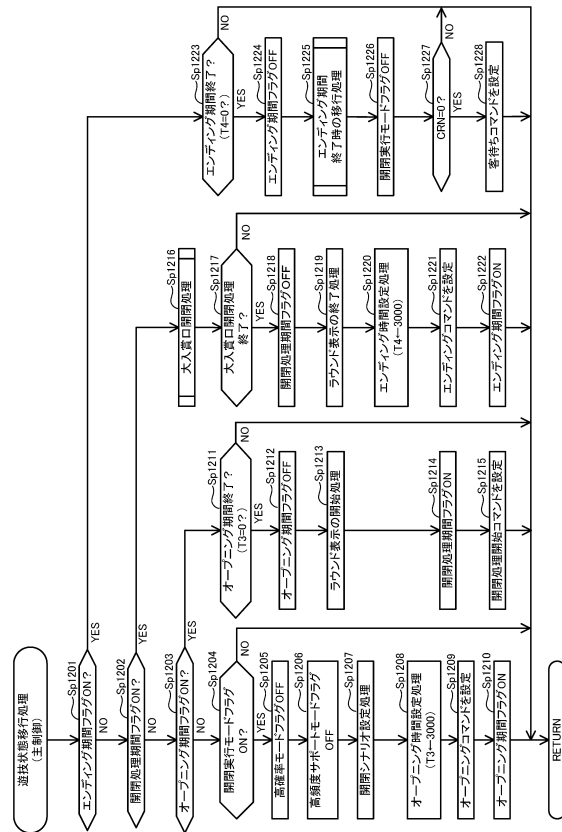 遊技状態移行処理
(主制御)
Sp1201
エンディング期間フラグON?
YES
NO
Sp1202
開閉処理期間フラグON?
YES
NO
Sp1203
オープニング期間フラグON?
YES
NO
Sp1204
開閉実行モードフラグ
ON?
NO
YES
Sp1205
高確率モードフラグOFF
Sp1206
高頻度サポートモードフラグ
OFF
Sp1207
開閉シナリオ設定処理
Sp1208
オープニング時間設定処理
(T3←3000)
Sp1209
オープニングコマンドを設定
Sp1210
オープニング期間フラグON
RETURN
Sp1211
オープニング期間終了?
(T3=0?)
NO
YES
Sp1212
オープニング期間フラグOFF
Sp1213
ラウンド表示の開始処理
Sp1214
開閉処理期間フラグON
Sp1215
開閉処理開始コマンドを設定
Sp1216
大入賞口開閉処理
Sp1217
大入賞口開閉処理
終了?
NO
YES
Sp1218
開閉処理期間フラグOFF
Sp1219
ラウンド表示の終了処理
Sp1220
エンディング時間設定処理
(T4←3000)
Sp1221
エンディングコマンドを設定
Sp1222
エンディング期間フラグON
Sp1223
エンディング期間終了?
(T4=0?)
NO
YES
Sp1224
エンディング期間フラグOFF
Sp1225
エンディング期間
終了時の移行処理
Sp1226
開閉実行モードフラグOFF
Sp1227
CRN=0?
NO
YES
Sp1228
客待ちコマンドを設定